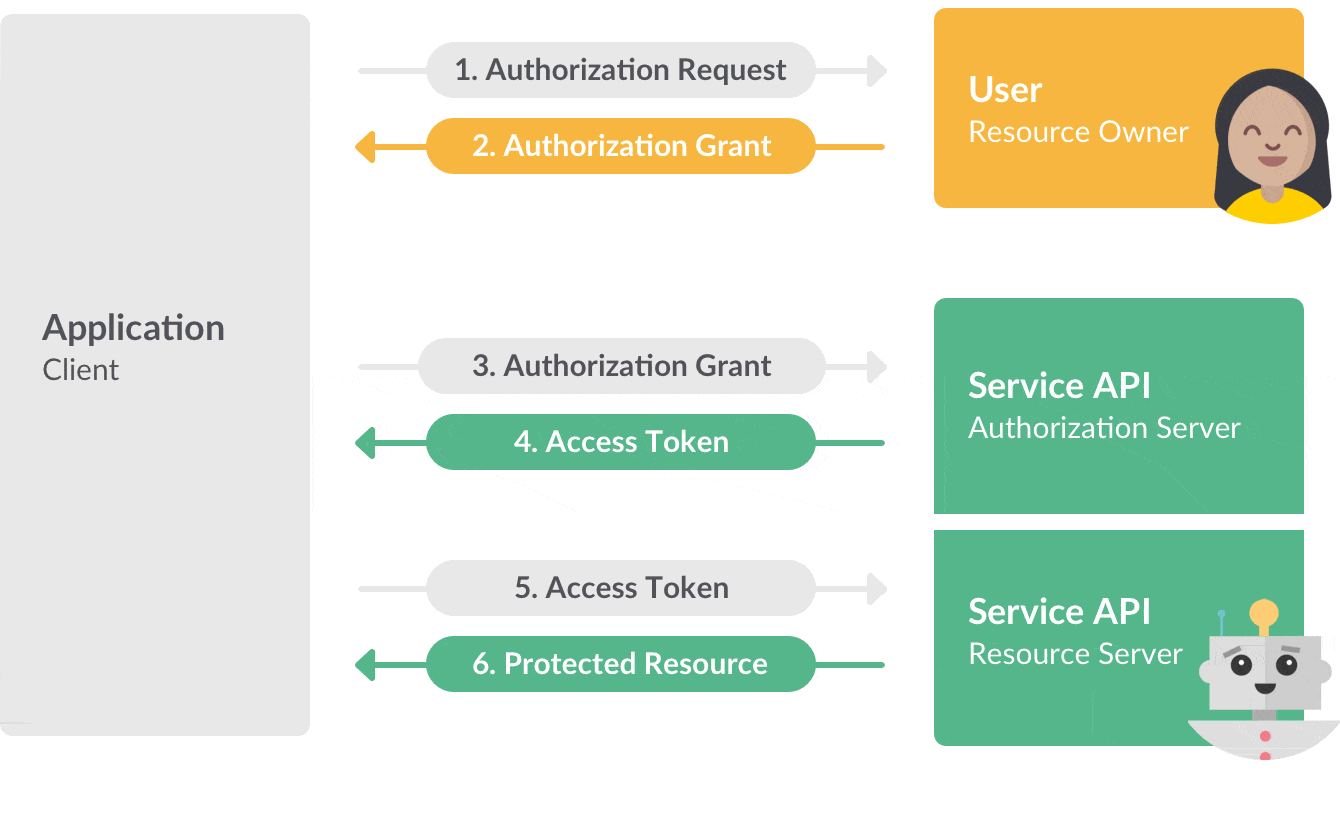 1. Authorization Request
2. Authorization Grant
User
Resource Owner
Application
Client
3. Authorization Grant
4. Access Token
Service API
Authorization Server
5. Access Token
6. Protected Resource
Service API
Resource Server